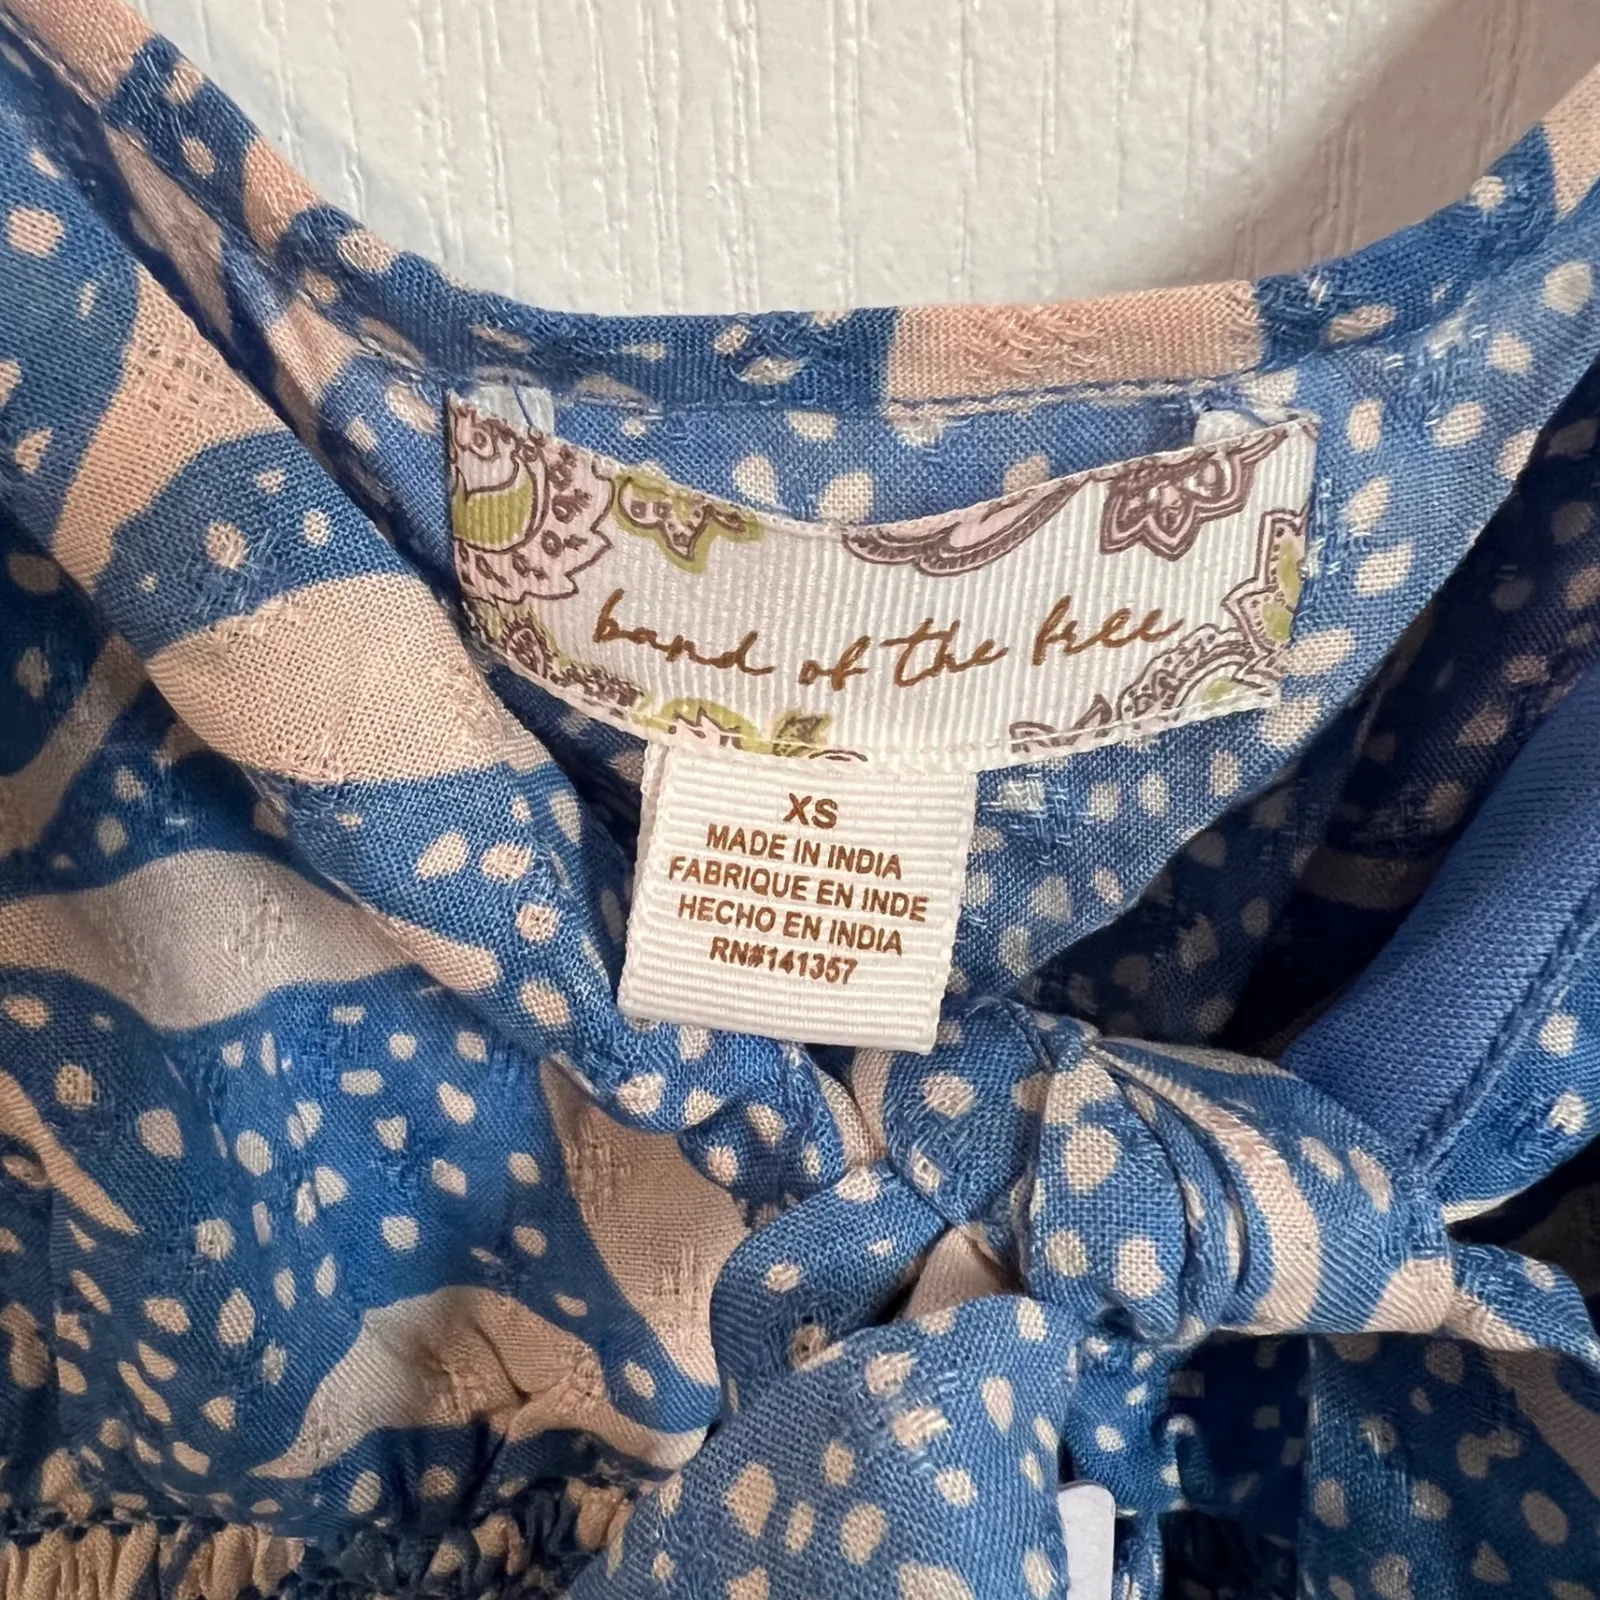 band of the free
XS
MADE IN INDIA
FABRIQUE EN INDE
HECHO EN INDIA
RN#141357